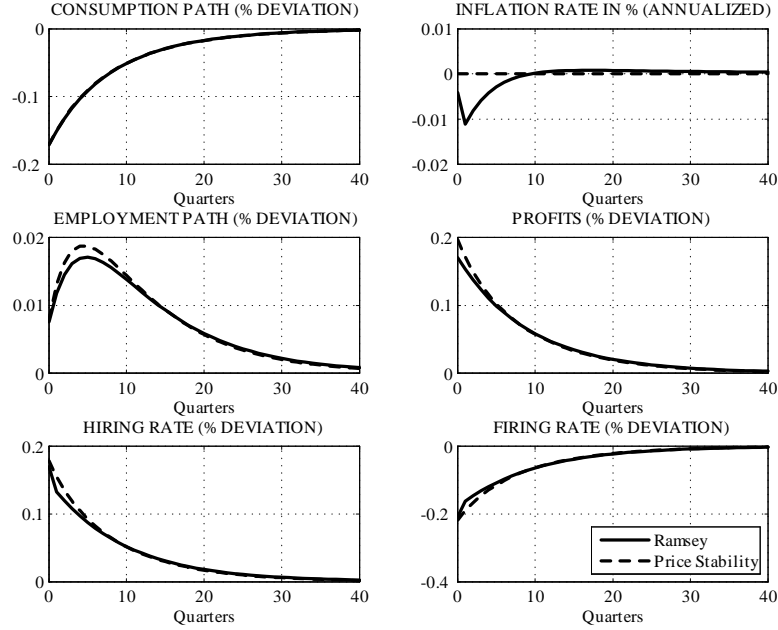 CONSUMPTION PATH (% DEVIATION)
0
-0.1
-0.2
0 10 20 30 40
Quarters
INFLATION RATE IN % (ANNUALIZED)
0.01
0
-0.01
-0.02
0 10 20 30 40
Quarters
EMPLOYMENT PATH (% DEVIATION)
0.02
0.01
0
0 10 20 30 40
Quarters
PROFITS (% DEVIATION)
0.2
0.1
0
0 10 20 30 40
Quarters
HIRING RATE (% DEVIATION)
0.2
0.1
0
0 10 20 30 40
Quarters
FIRING RATE (% DEVIATION)
0
-0.2
-0.4
0 10 20 30 40
Quarters
Ramsey
Price Stability